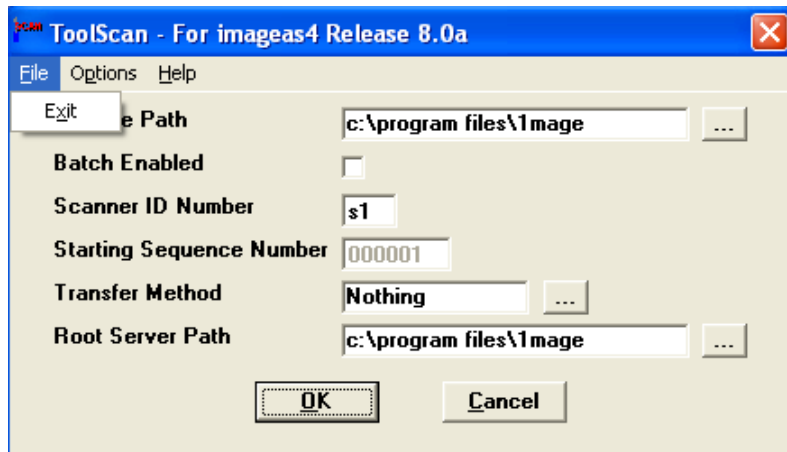 scan ToolScan - For imageas4 Release 8.0a
File Options Help
Exit
e Path c:\program files\1mage ...
Batch Enabled
Scanner ID Number s1
Starting Sequence Number 000001
Transfer Method Nothing ...
Root Server Path c:\program files\1mage ...
OK Cancel